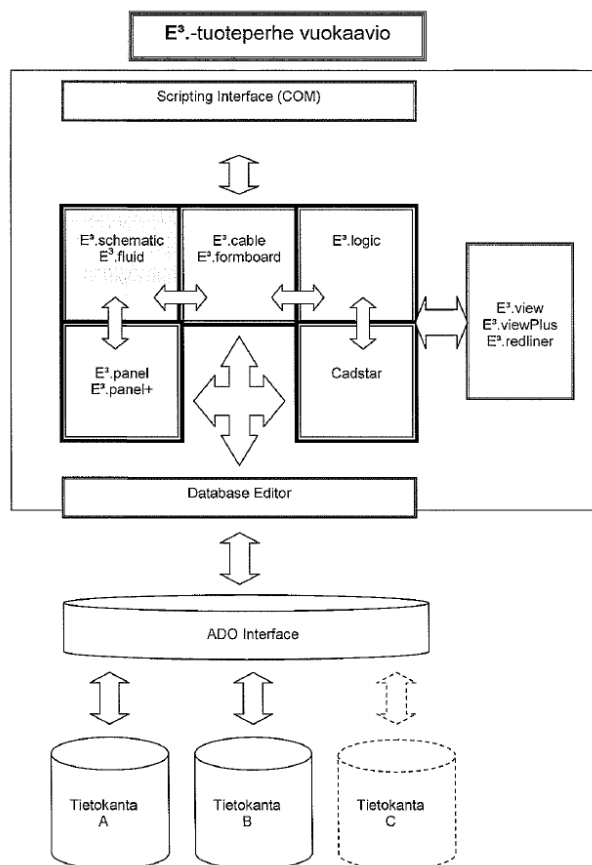 E³.-tuoteperhe vuokaavio
Scripting Interface (COM)
E³.schematic
E³.fluid
E³.cable
E³.formboard
E³.logic
E³.view
E³.viewPlus
E³.redliner
E³.panel
E³.panel+
Cadstar
Database Editor
ADO Interface
Tietokanta
A
Tietokanta
B
Tietokanta
C